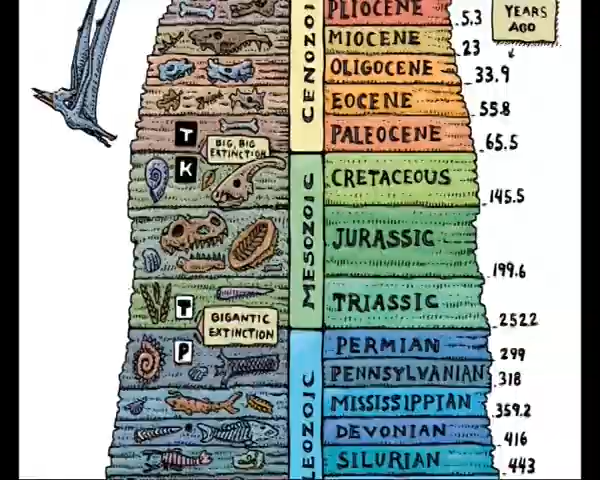 PLIOCENE
5.3
YEARS
AGO
MIOCENE
23
OLIGOCENE
33.9
EOCENE
55.8
PALEOCENE
65.5
T
BIG, BIG
EXTINCTION
K
CRETACEOUS
145.5
JURASSIC
199.6
TRIASSIC
252.2
T
GIGANTIC
EXTINCTION
P
PERMIAN
299
PENNSYLVANIAN
318
MISSISSIPPIAN
359.2
DEVONIAN
416
SILURIAN
443
CENOZOI
MESOZOIC
LEOZOIC